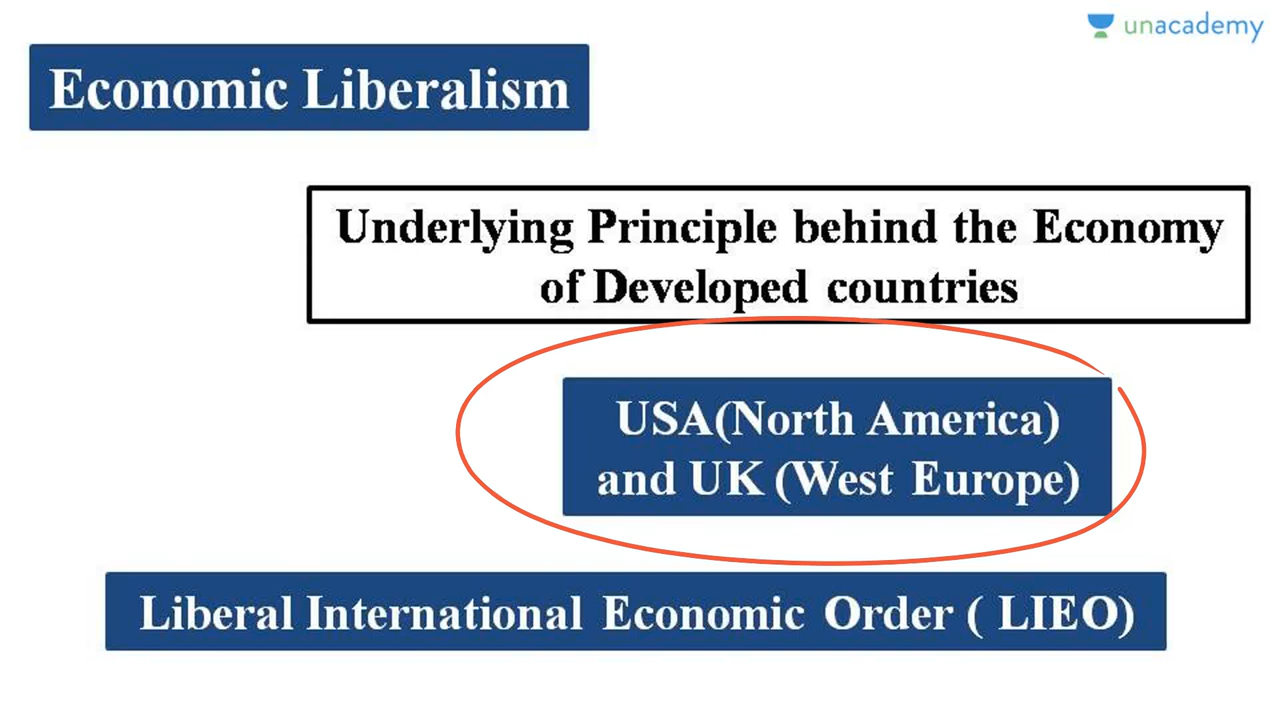 unacademy
Economic Liberalism
Underlying Principle behind the Economy
of Developed countries
USA(North America)
and UK (West Europe)
Liberal International Economic Order ( LIEO)